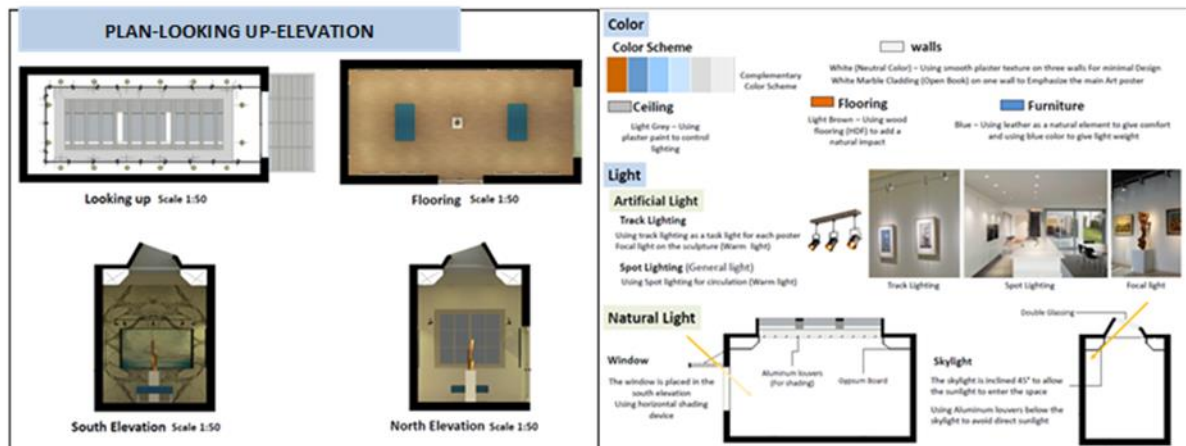 PLAN-LOOKING UP-ELEVATION
Looking up Scale 1:50
Flooring Scale 1:50
South Elevation Scale 1:50
North Elevation Scale 1:50
Color
Color Scheme
Complementary
Color Scheme
walls
White (Neutral Color) – Using smooth plaster texture on three walls For minimal Design
White Marble Cladding (Open Book) on one wall to Emphasize the main Art poster
Ceiling
Light Grey – Using
plaster paint to control
lighting
Flooring
Light Brown – Using wood
flooring (HDF) to add a
natural impact
Furniture
Blue – Using leather as a natural element to give comfort
and using blue color to give light weight
Light
Artificial Light
Track Lighting
Using track lighting as a task light for each poster
Focal light on the sculpture (Warm light)
Spot Lighting (General light)
Using Spot lighting for circulation (Warm light)
Track Lighting
Spot Lighting
Focal light
Natural Light
Window
The window is placed in the
south elevation
Using horizontal shading
device
Aluminum louvers
(For shading)
Gypsum Board
Double Glassing
Skylight
The skylight is inclined 45° to allow
the sunlight to enter the space
Using Aluminum louvers below the
skylight to avoid direct sunlight